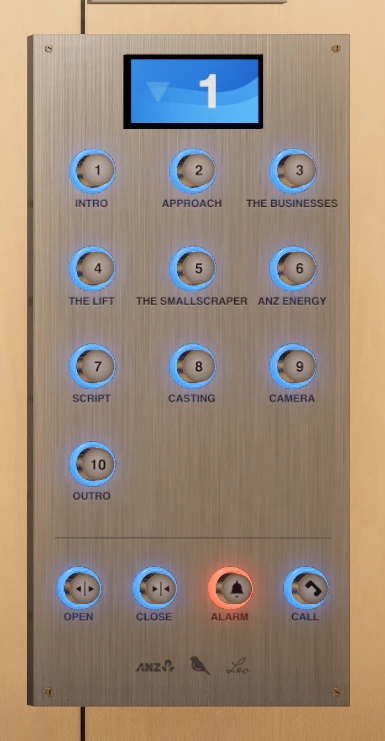 1
1 2 3
INTRO APPROACH THE BUSINESSES
4 5 6
THE LIFT THE SMALLSCRAPER ANZ ENERGY
7 8 9
SCRIPT CASTING CAMERA
10
OUTRO
OPEN CLOSE ALARM CALL
ANZ Leo